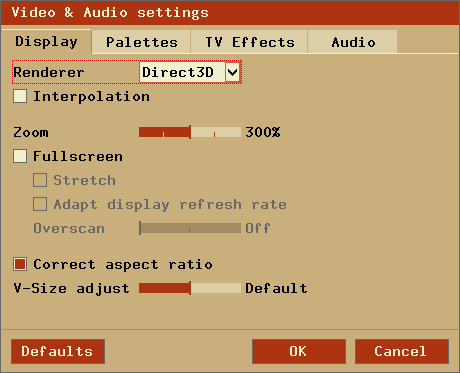 Video & Audio settings
Display Palettes TV Effects Audio
Renderer Direct3D
Interpolation
Zoom 300%
Fullscreen
Stretch
Adapt display refresh rate
Overscan Off
Correct aspect ratio
V-Size adjust Default
Defaults OK Cancel